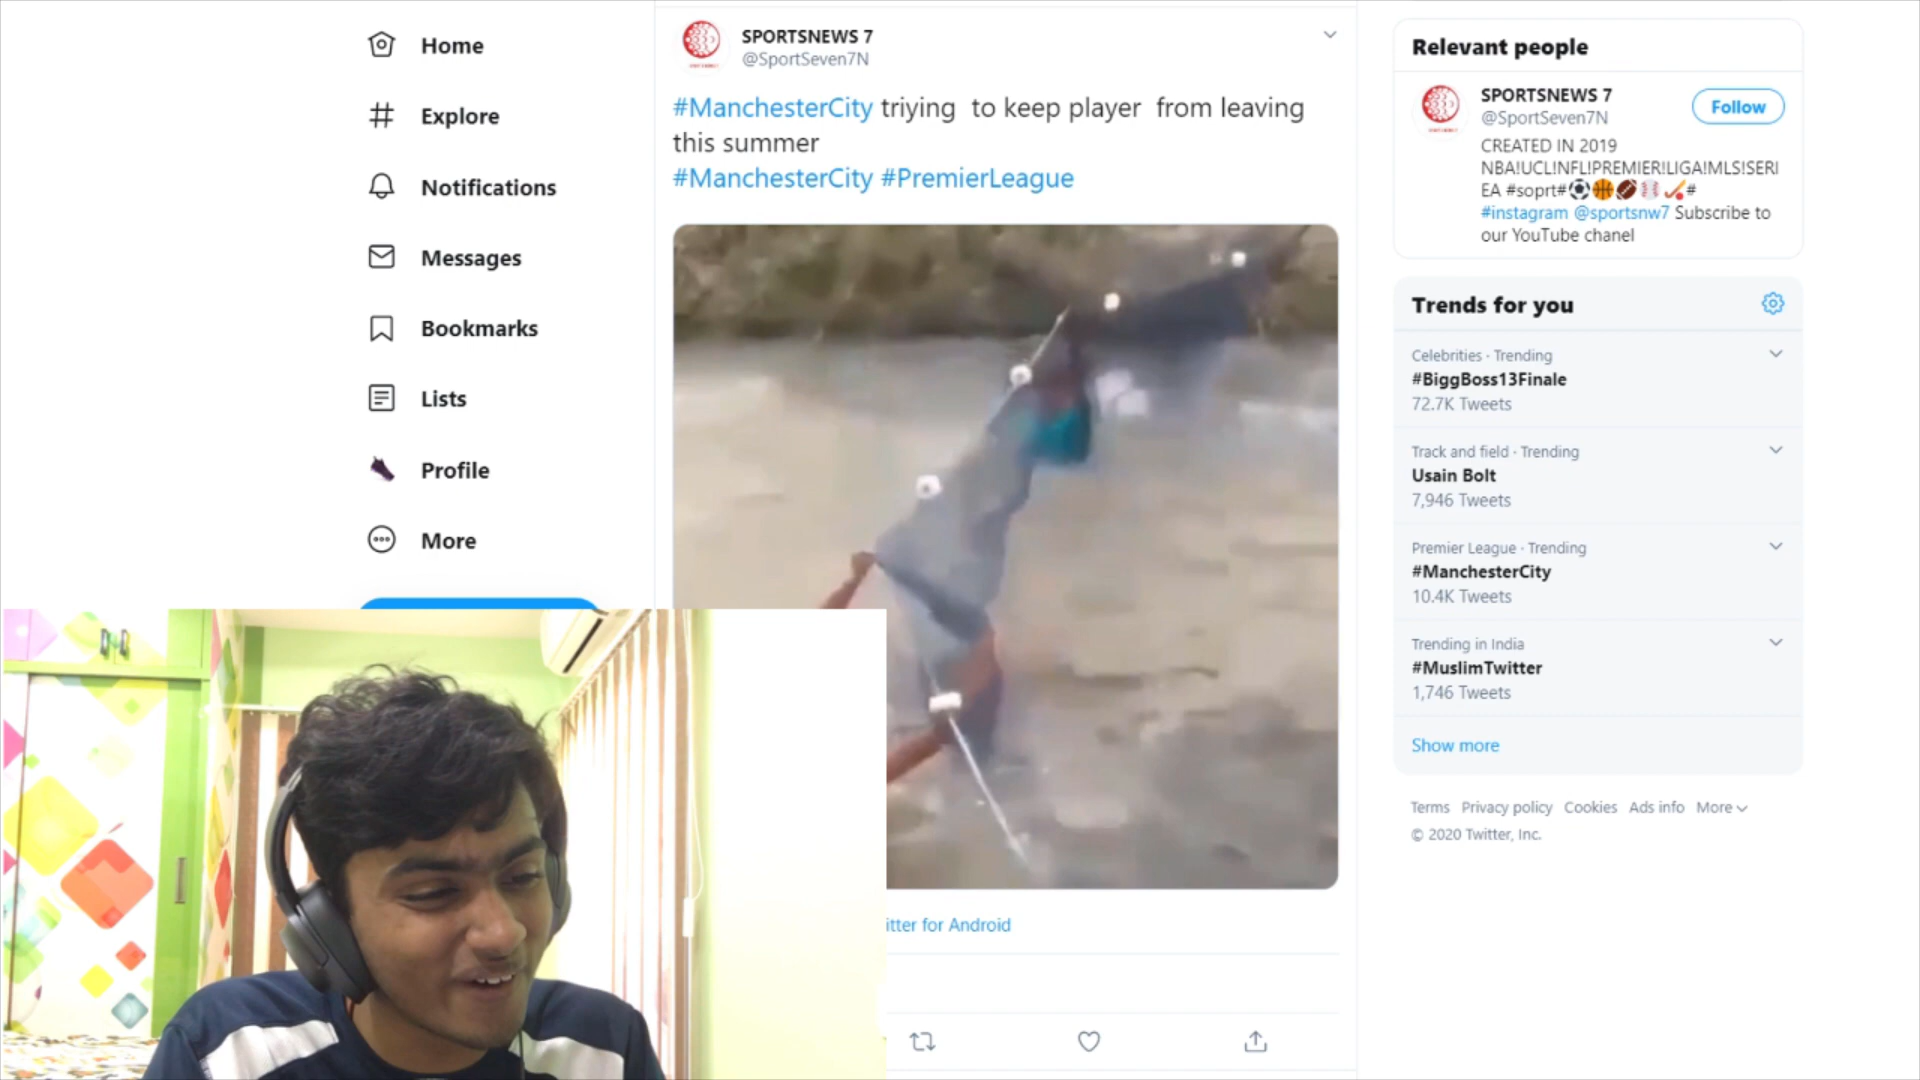 Home
Explore
Notifications
Messages
Bookmarks
Lists
Profile
More
SPORTSNEWS 7
@SportSeven7N
#ManchesterCity triying to keep player from leaving
this summer
#ManchesterCity #PremierLeague
itter for Android
Relevant people
SPORTSNEWS 7
@SportSeven7N
Follow
CREATED IN 2019
NBA!UCL!NFL!PREMIER!LIGA!MLS!SERI
EA #soprt#⚽🏀🏈⚾🏒#
#instagram @sportsnw7 Subscribe to
our YouTube chanel
Trends for you
Celebrities · Trending
#BiggBoss13Finale
72.7K Tweets
Track and field · Trending
Usain Bolt
7,946 Tweets
Premier League · Trending
#ManchesterCity
10.4K Tweets
Trending in India
#MuslimTwitter
1,746 Tweets
Show more
Terms Privacy policy Cookies Ads info More
© 2020 Twitter, Inc.